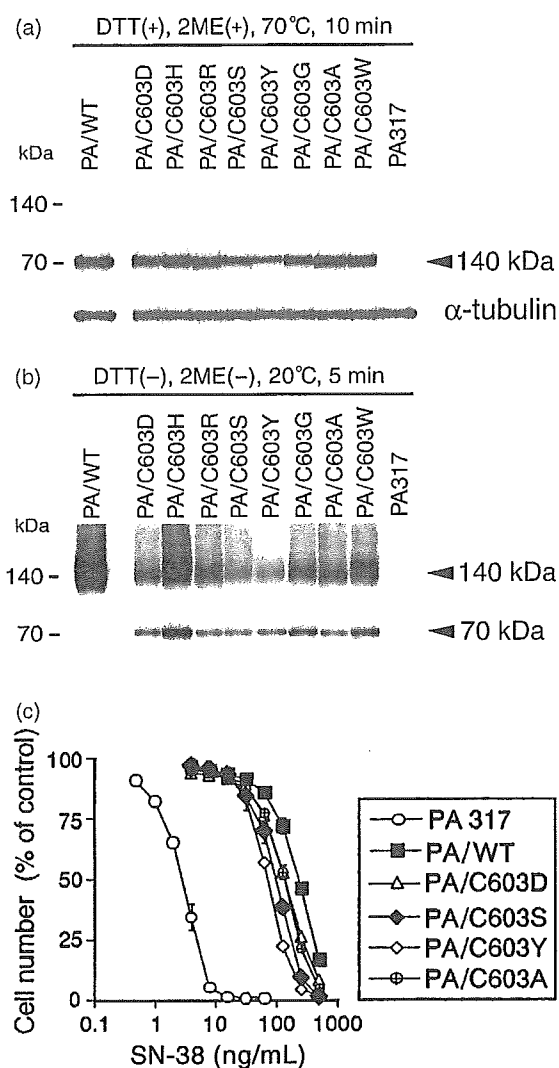 (a)
DTT(+), 2ME(+), 70°C, 10 min
PA/WT
PA/C603D
PA/C603H
PA/C603R
PA/C603S
PA/C603Y
PA/C603G
PA/C603A
PA/C603W
PA317
kDa
140
70
140 kDa
α-tubulin
(b)
DTT(–), 2ME(–), 20°C, 5 min
PA/WT
PA/C603D
PA/C603H
PA/C603R
PA/C603S
PA/C603Y
PA/C603G
PA/C603A
PA/C603W
PA317
kDa
140
70
140 kDa
70 kDa
(c)
Cell number (% of control)
100
75
50
25
0
0.1
1
10
100
1000
SN-38 (ng/mL)
PA 317
PA/WT
PA/C603D
PA/C603S
PA/C603Y
PA/C603A